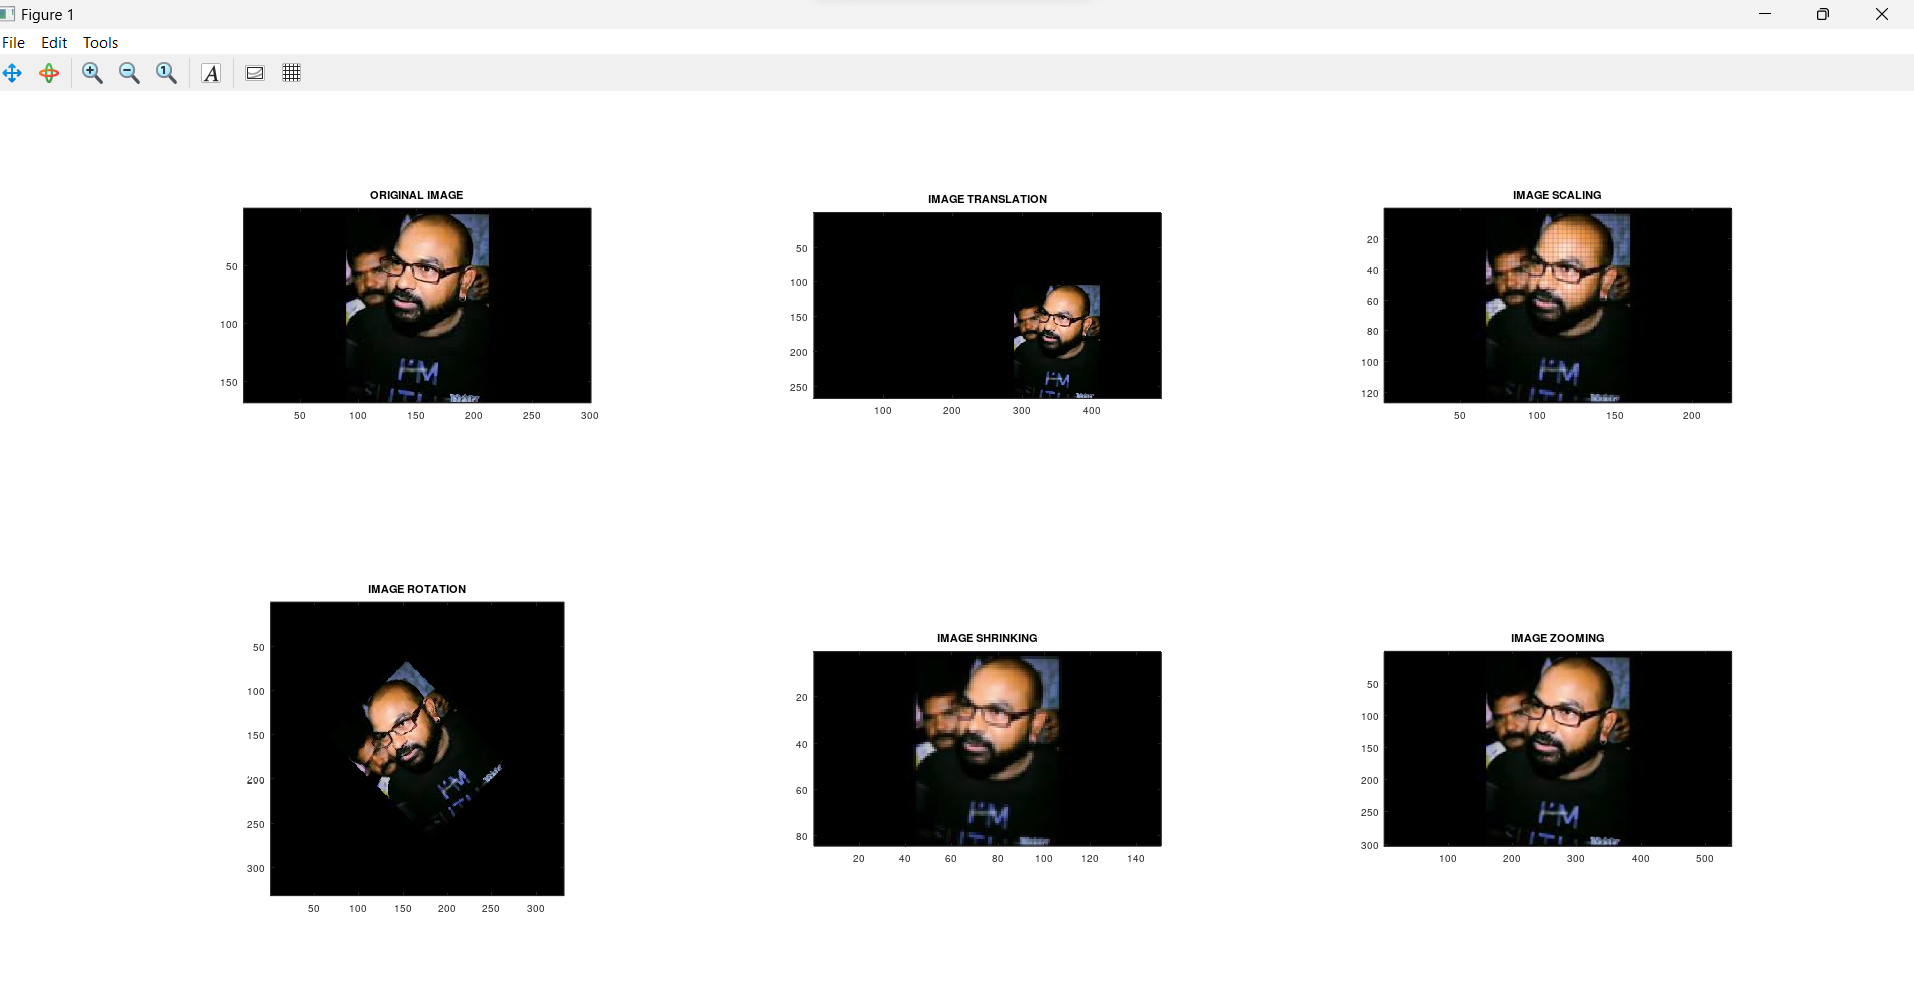 Figure 1
File Edit Tools
ORIGINAL IMAGE
50
100
150
50 100 150 200 250 300
I'M
IMAGE TRANSLATION
50
100
150
200
250
100 200 300 400
I'M
IMAGE SCALING
20
40
60
80
100
120
50 100 150 200
I'M
IMAGE ROTATION
50
100
150
200
250
300
50 100 150 200 250 300
I'M
IMAGE SHRINKING
20
40
60
80
20 40 60 80 100 120 140
I'M
IMAGE ZOOMING
50
100
150
200
250
300
100 200 300 400 500
I'M